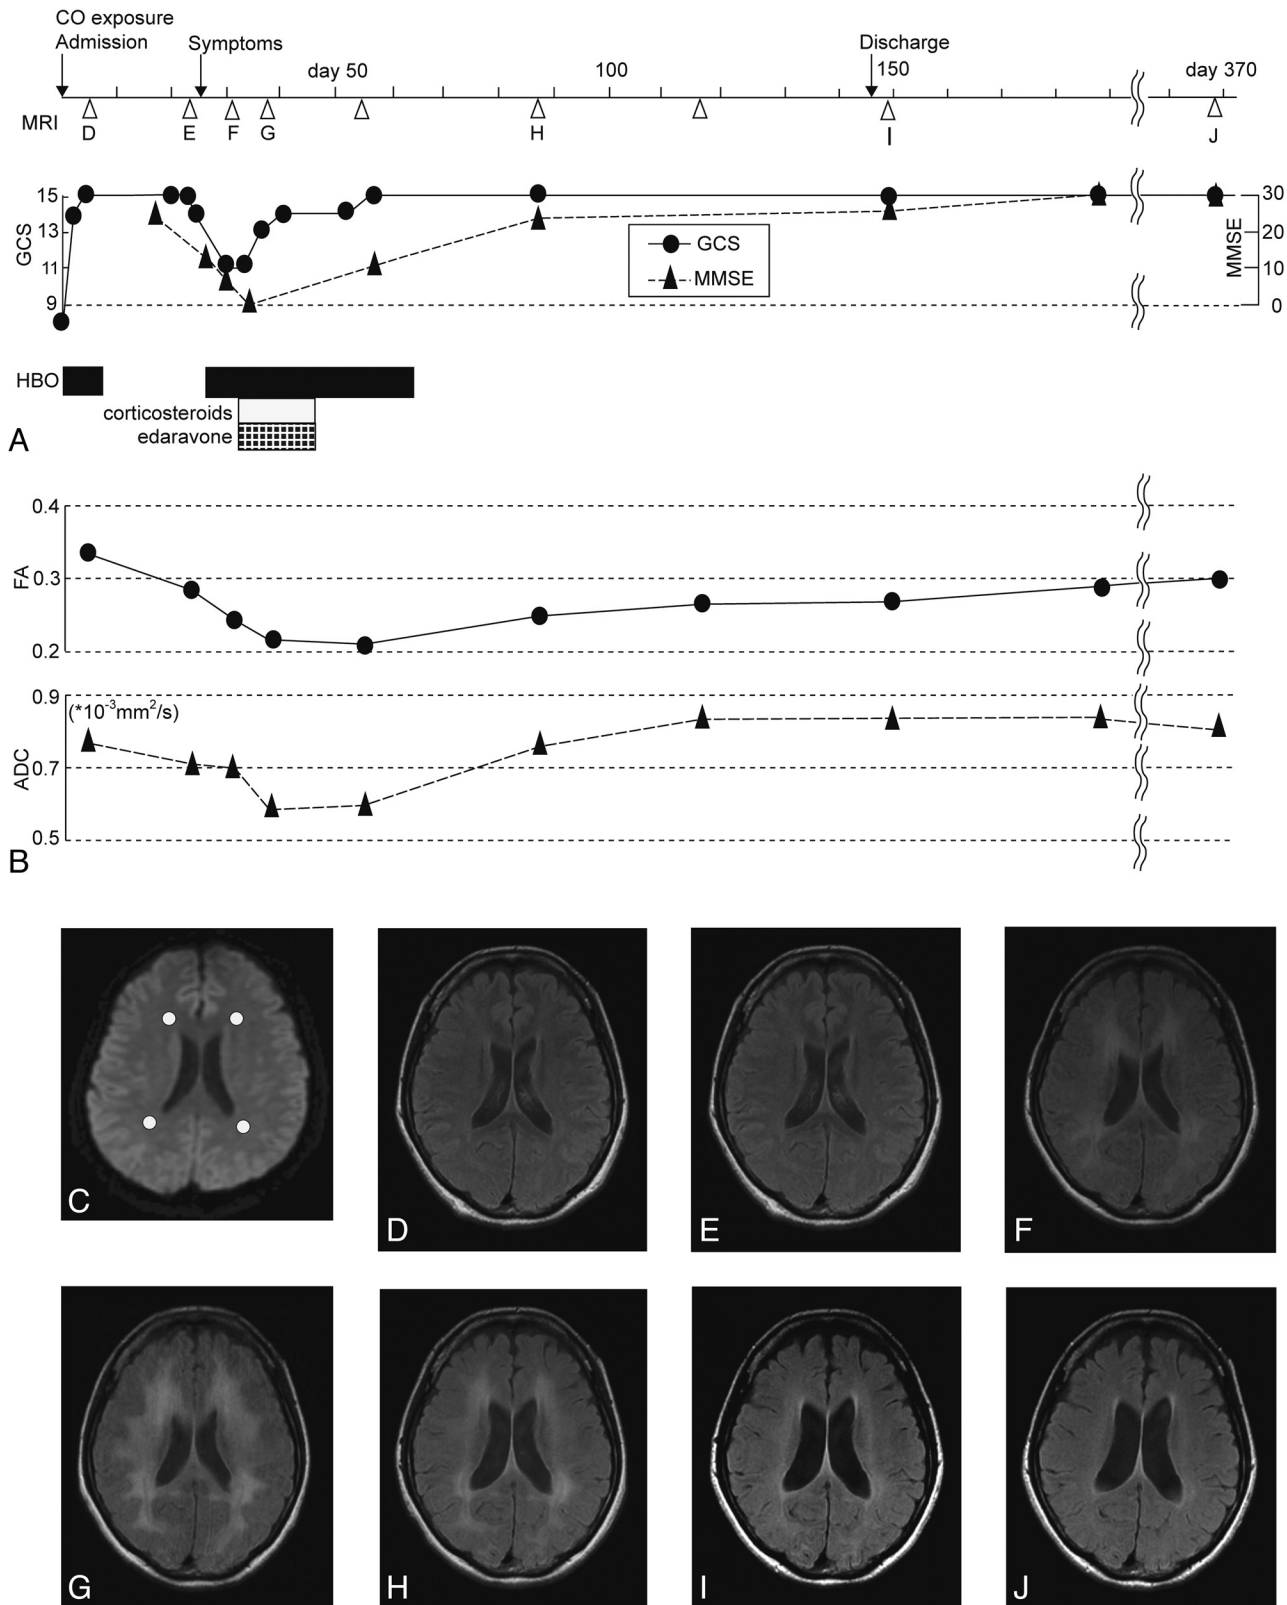 CO exposure
Admission
Symptoms
Discharge
day 50
100
150
day 370
MRI
D
E
F
G
H
I
J
15
13
11
9
GCS
GCS
MMSE
30
20
10
0
MMSE
HBO
corticosteroids
edaravone
A
0.4
0.3
0.2
FA
0.9
(*10⁻³mm²/s)
0.7
0.5
ADC
B
C
D
E
F
G
H
I
J